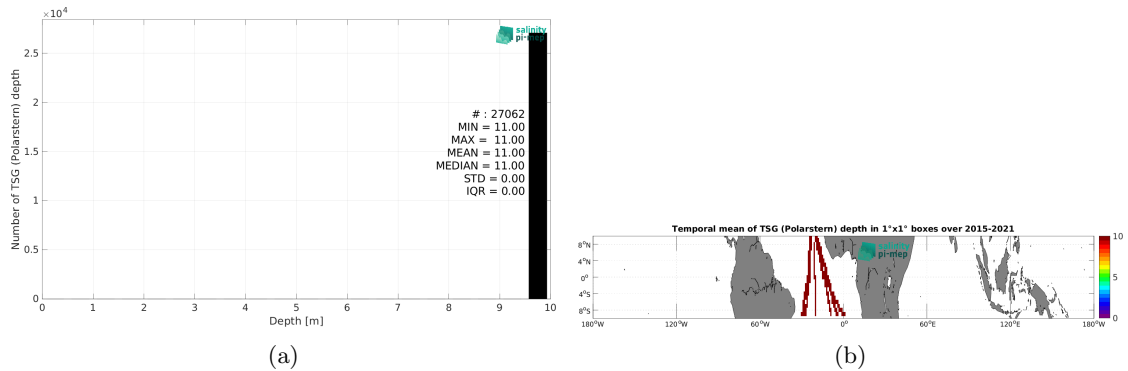 ×10⁴
2.5
2
1.5
1
0.5
0
Number of TSG (Polarstern) depth
salinity
pi-mep
# : 27062
MIN = 11.00
MAX = 11.00
MEAN = 11.00
MEDIAN = 11.00
STD = 0.00
IQR = 0.00
0 1 2 3 4 5 6 7 8 9 10
Depth [m]
(a)
Temporal mean of TSG (Polarstern) depth in 1°x1° boxes over 2015-2021
8°N
4°N
0°
4°S
8°S
salinity
pi-mep
180°W 120°W 60°W 0° 60°E 120°E 180°W
10
5
0
(b)